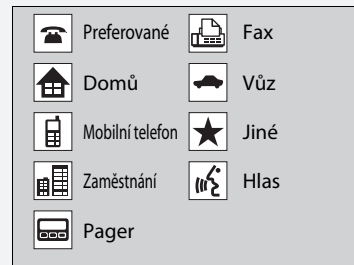 Preferované Fax
Domů Vůz
Mobilní telefon Jiné
Zaměstnání Hlas
Pager